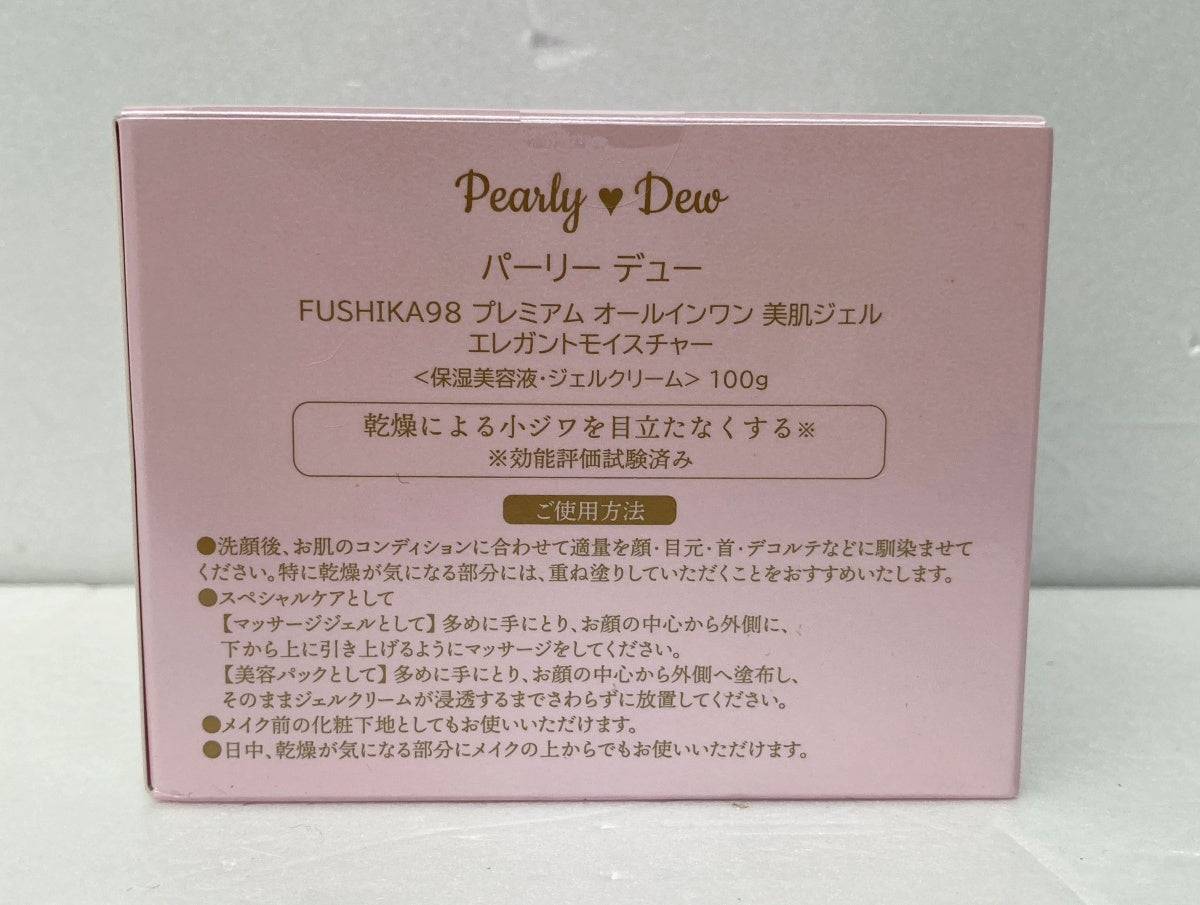 Pearly ♥ Dew
パーリー デュー
FUSHIKA98 プレミアム オールインワン 美肌ジェル
エレガントモイスチャー
<保湿美容液・ジェルクリーム> 100g
乾燥による小ジワを目立たなくする※
※効能評価試験済み
ご使用方法
●洗顔後、お肌のコンディションに合わせて適量を顔・目元・首・デコルテなどに馴染ませて
ください。特に乾燥が気になる部分には、重ね塗りしていただくことをおすすめいたします。
●スペシャルケアとして
【マッサージジェルとして】多めに手にとり、お顔の中心から外側に、
下から上に引き上げるようにマッサージをしてください。
【美容パックとして】多めに手にとり、お顔の中心から外側へ塗布し、
そのままジェルクリームが浸透するまでさわらずに放置してください。
●メイク前の化粧下地としてもお使いいただけます。
●日中、乾燥が気になる部分にメイクの上からでもお使いいただけます。